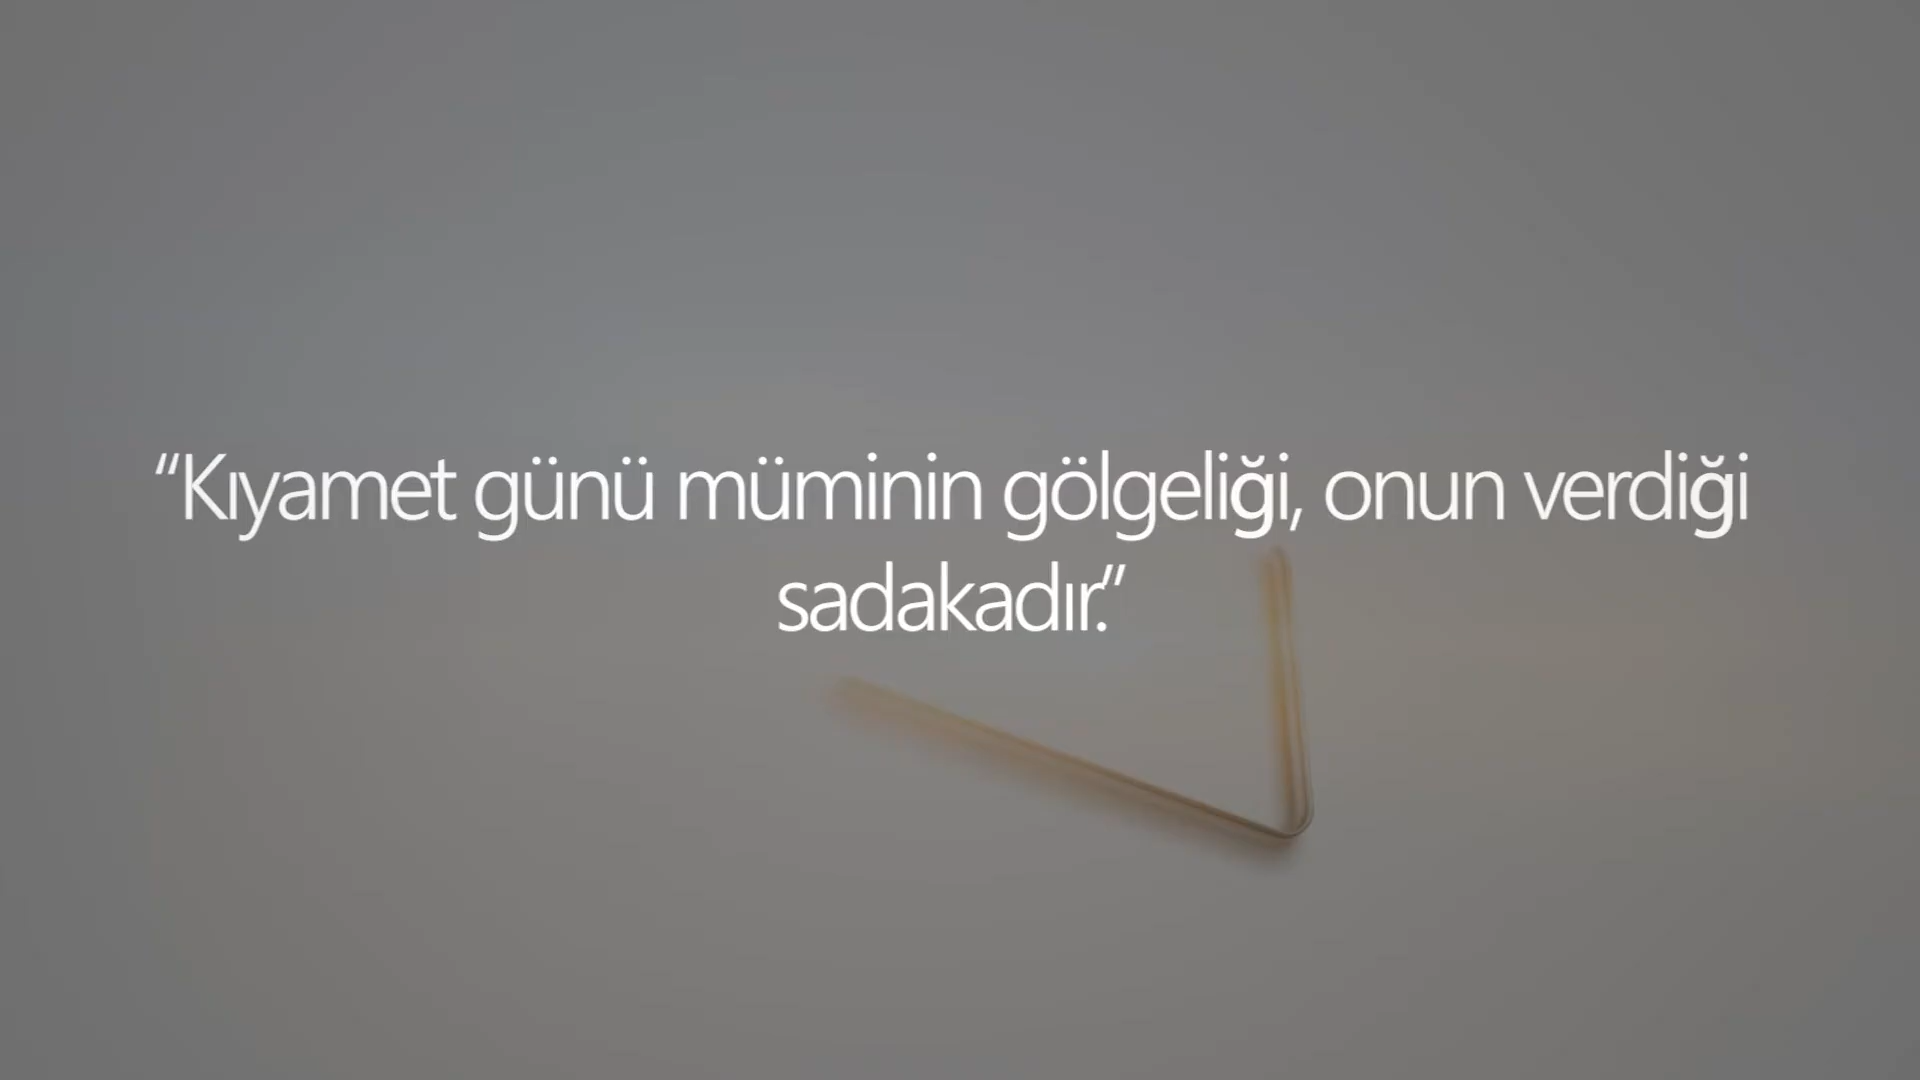 “Kıyamet günü müminin gölgeliği, onun verdiği
sadakadır.”